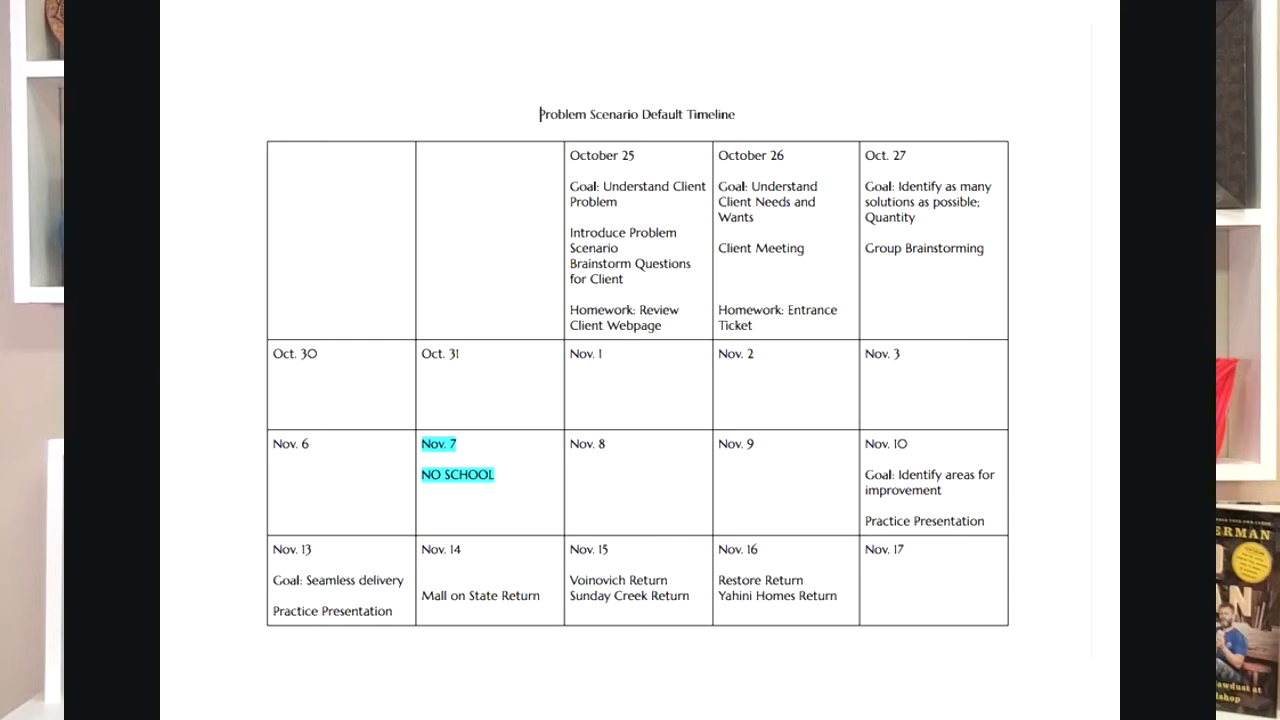 Problem Scenario Default Timeline
October 25
Goal: Understand Client
Problem
Introduce Problem
Scenario
Brainstorm Questions
for Client
Homework: Review
Client Webpage
October 26
Goal: Understand
Client Needs and
Wants
Client Meeting
Homework: Entrance
Ticket
Oct. 27
Goal: Identify as many
solutions as possible;
Quantity
Group Brainstorming
Oct. 30
Oct. 31
Nov. 1
Nov. 2
Nov. 3
Nov. 6
Nov. 7
NO SCHOOL
Nov. 8
Nov. 9
Nov. 10
Goal: Identify areas for
improvement
Practice Presentation
Nov. 13
Goal: Seamless delivery
Practice Presentation
Nov. 14
Mall on State Return
Nov. 15
Voinovich Return
Sunday Creek Return
Nov. 16
Restore Return
Yahini Homes Return
Nov. 17
ERMAN
AN
awdust at